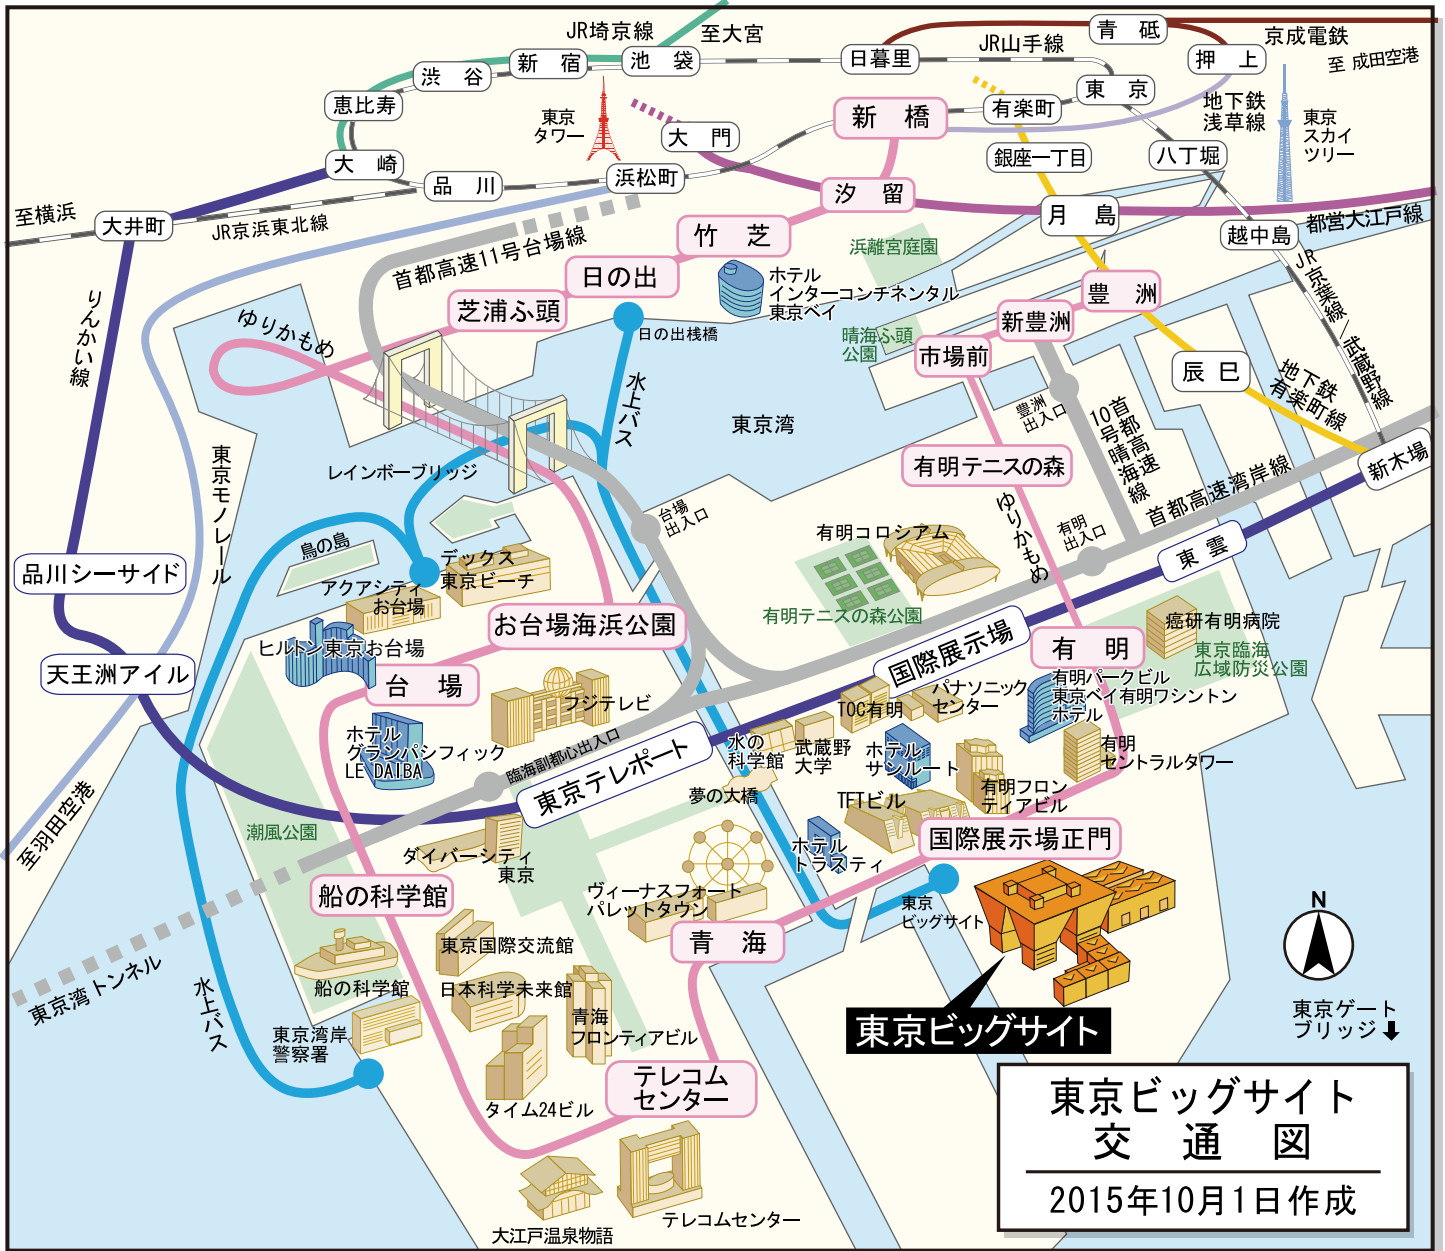 JR埼京線
至大宮
青砥
京成電鉄
至 成田空港
新宿
池袋
日暮里
JR山手線
押上
渋谷
恵比寿
東京
タワー
大門
新橋
有楽町
東京
地下鉄
浅草線
東京
スカイ
ツリー
大崎
品川
浜松町
銀座一丁目
八丁堀
至横浜
大井町
JR京浜東北線
汐留
月島
越中島
都営大江戸線
竹芝
浜離宮庭園
首都高速11号台場線
日の出
ホテル
インターコンチネンタル
東京ベイ
豊洲
JR京葉線/武蔵野線
りんかい線
ゆりかもめ
芝浦ふ頭
日の出桟橋
新豊洲
晴海ふ頭
公園
市場前
辰巳
地下鉄
有楽町線
水上バス
東京湾
豊洲
出入口
首都高速
10号晴海線
新木場
東京モノレール
レインボーブリッジ
有明テニスの森
首都高速湾岸線
台場
出入口
ゆりかもめ
有明
出入口
東雲
鳥の島
デックス
東京ビーチ
有明コロシアム
品川シーサイド
アクアシティ
お台場
有明テニスの森公園
お台場海浜公園
ヒルトン東京お台場
国際展示場
有明
癌研有明病院
東京臨海
広域防災公園
天王洲アイル
台場
フジテレビ
TOC有明
パナソニック
センター
有明パークビル
東京ベイ有明ワシントン
ホテル
ホテル
グランパシフィック
LE DAIBA
臨海副都心出入口
東京テレポート
水の
科学館
武蔵野
大学
ホテル
サンルート
有明
セントラルタワー
至羽田空港
潮風公園
夢の大橋
TFTビル
有明フロン
ティアビル
ダイバーシティ
東京
ホテル
トラスティ
国際展示場正門
船の科学館
ヴィーナスフォート
パレットタウン
東京
ビッグサイト
青海
東京国際交流館
N
東京湾トンネル
水上バス
船の科学館
日本科学未来館
東京湾岸
警察署
青海
フロンティアビル
東京ビッグサイト
東京ゲート
ブリッジ
テレコム
センター
タイム24ビル
東京ビッグサイト
交通図
2015年10月1日作成
テレコムセンター
大江戸温泉物語